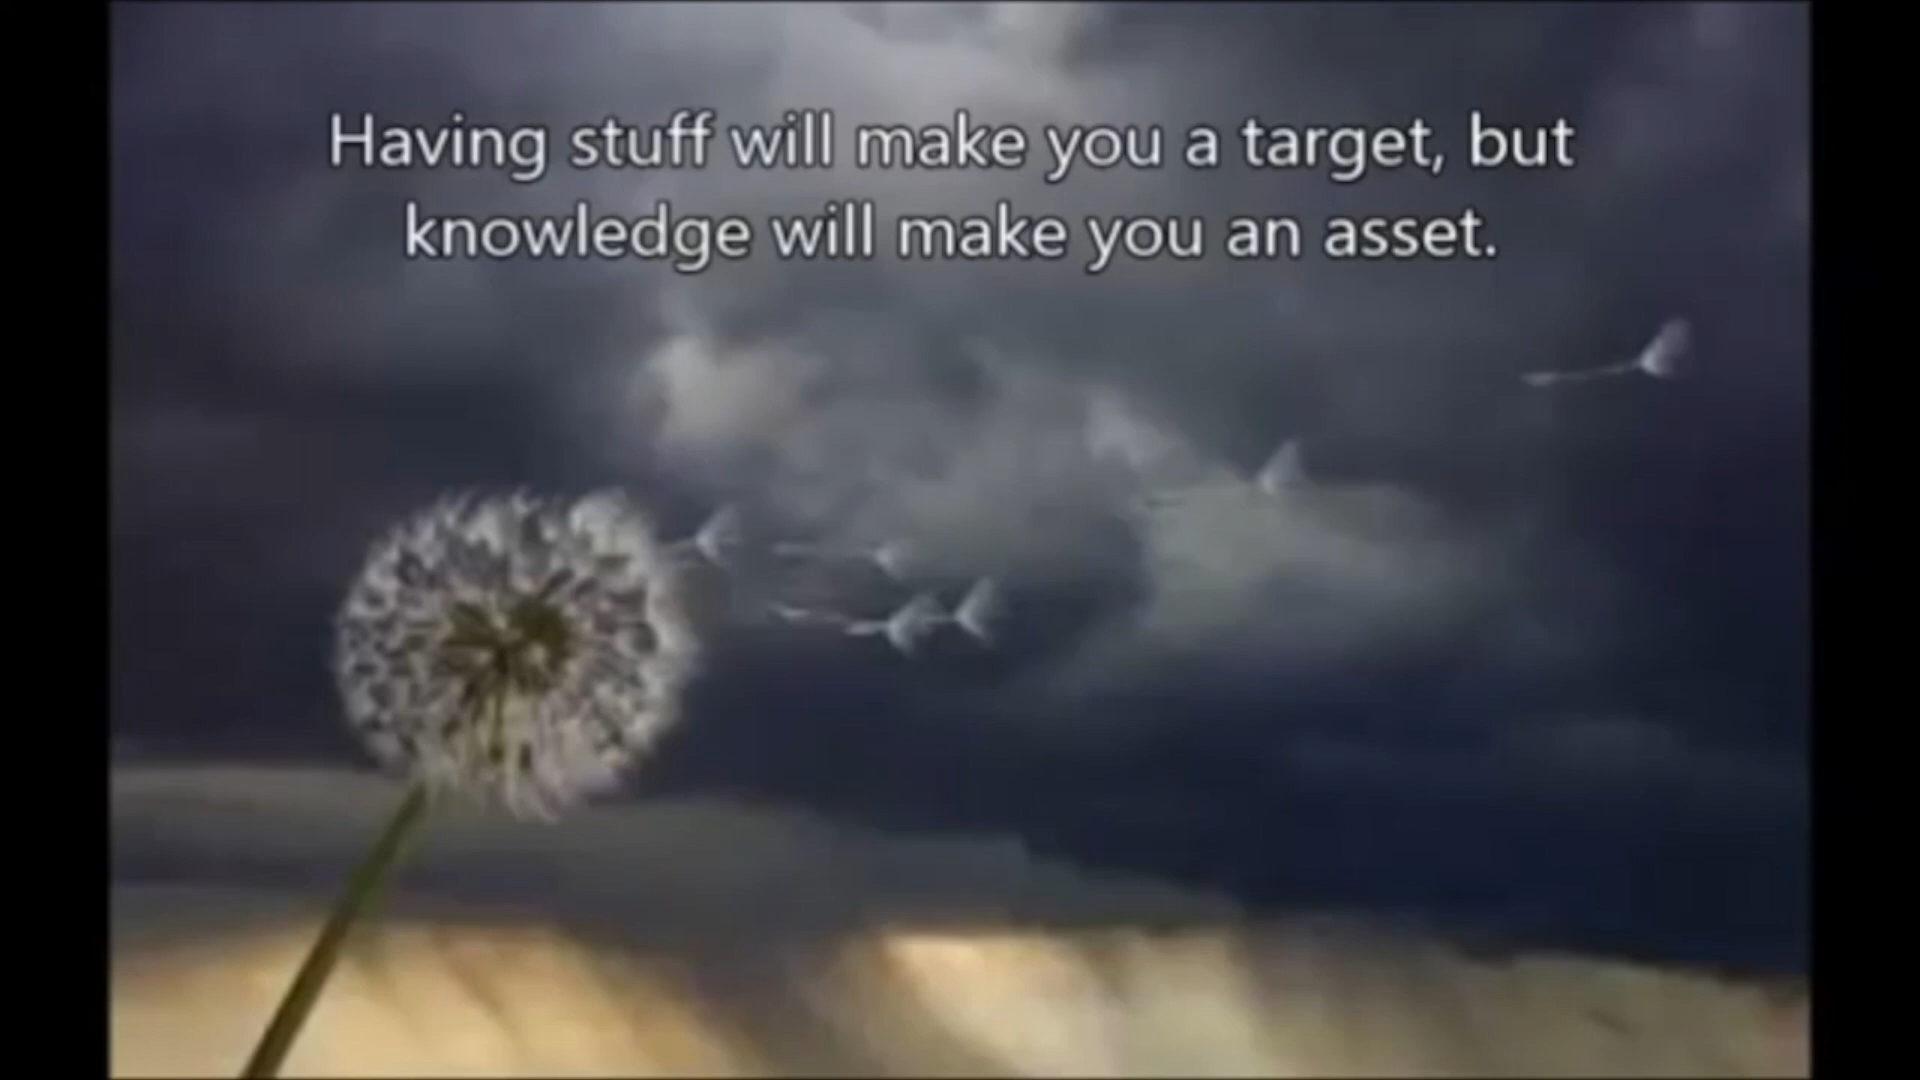 Having stuff will make you a target, but
knowledge will make you an asset.